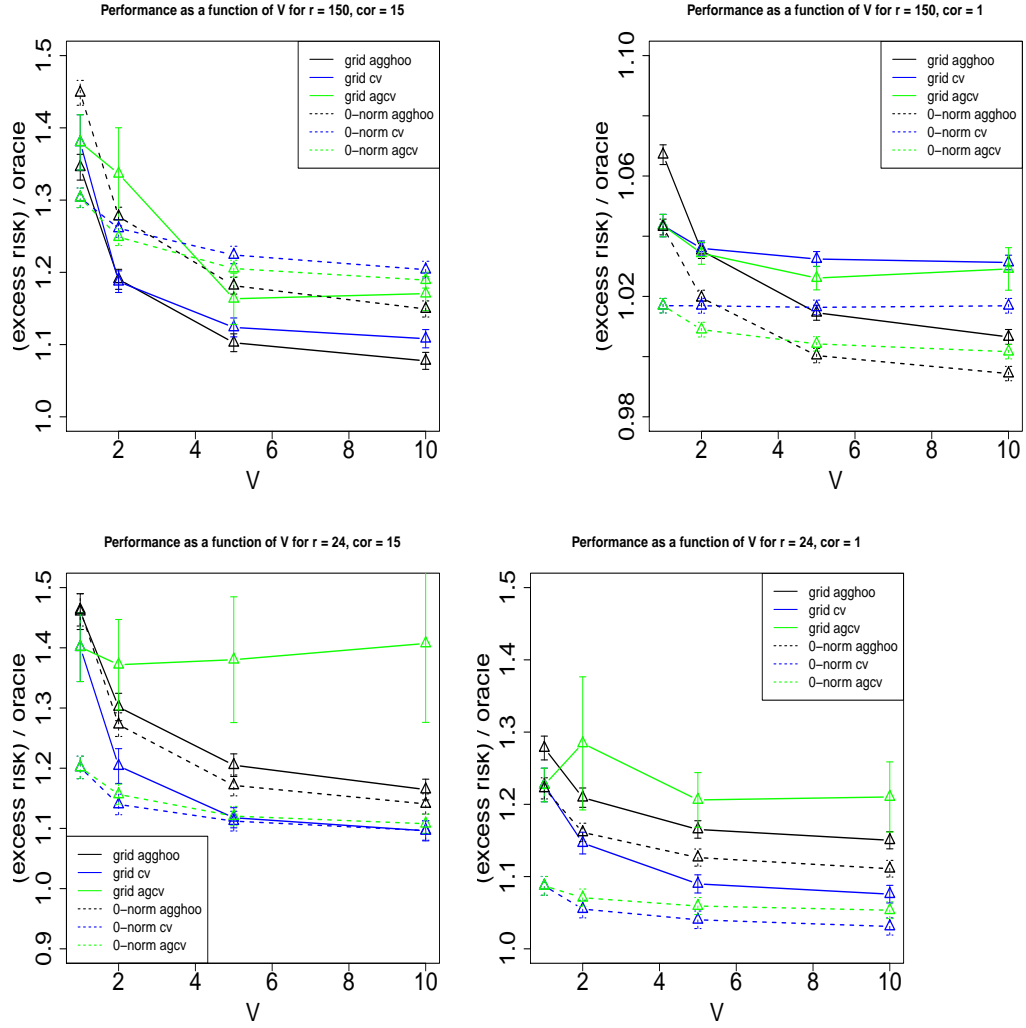 Performance as a function of V for r = 150, cor = 15
(excess risk) / oracle
1.0
1.1
1.2
1.3
1.4
1.5
grid agghoo
grid cv
grid agcv
0-norm agghoo
0-norm cv
0-norm agcv
2
4
6
8
10
V
Performance as a function of V for r = 150, cor = 1
(excess risk) / oracle
0.98
1.02
1.06
1.10
grid agghoo
grid cv
grid agcv
0-norm agghoo
0-norm cv
0-norm agcv
2
4
6
8
10
V
Performance as a function of V for r = 24, cor = 15
(excess risk) / oracle
0.9
1.0
1.1
1.2
1.3
1.4
1.5
grid agghoo
grid cv
grid agcv
0-norm agghoo
0-norm cv
0-norm agcv
2
4
6
8
10
V
Performance as a function of V for r = 24, cor = 1
(excess risk) / oracle
1.0
1.1
1.2
1.3
1.4
1.5
grid agghoo
grid cv
grid agcv
0-norm agghoo
0-norm cv
0-norm agcv
2
4
6
8
10
V